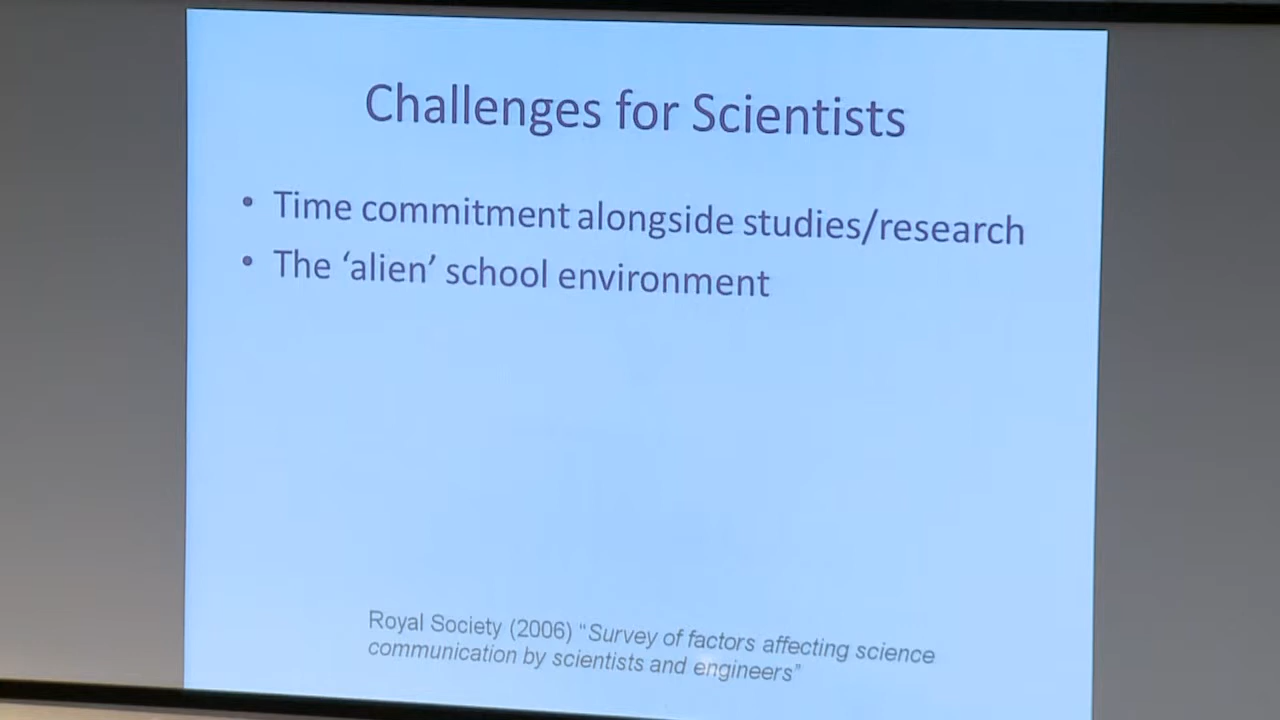 Challenges for Scientists
• Time commitment alongside studies/research
• The ‘alien’ school environment
Royal Society (2006) “Survey of factors affecting science
communication by scientists and engineers”